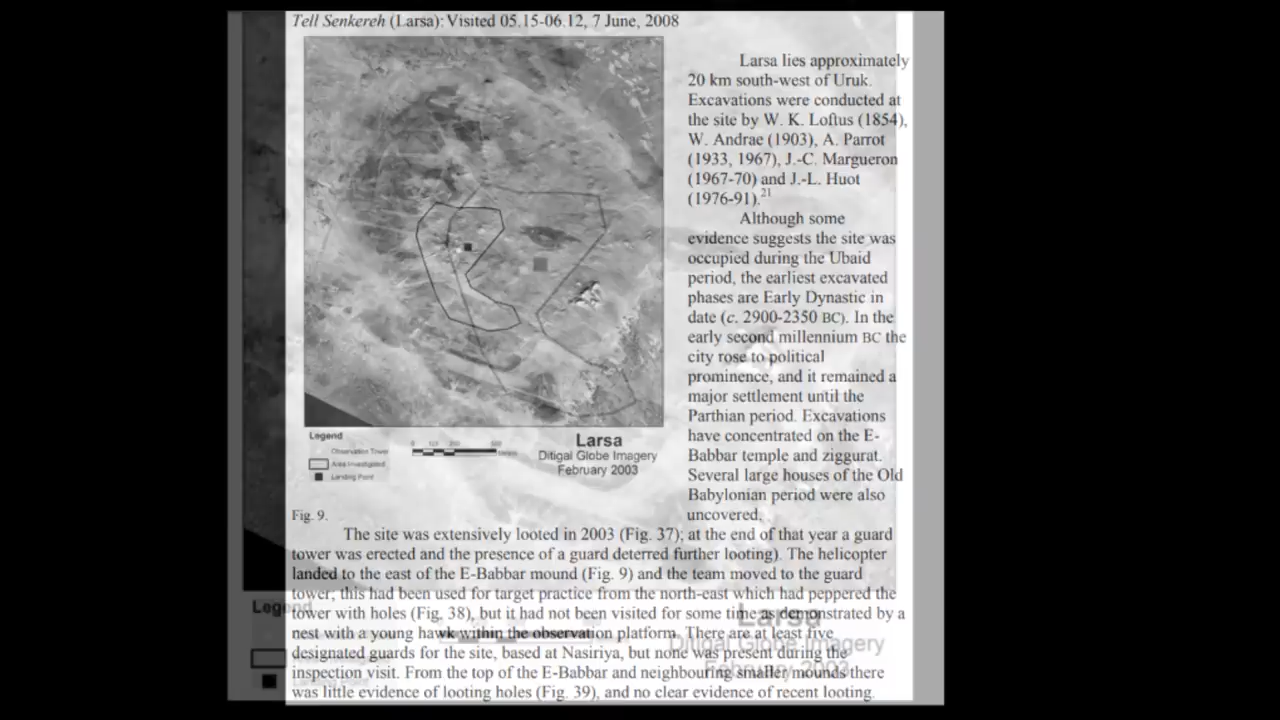 Tell Senkereh (Larsa): Visited 05.15-06.12, 7 June, 2008
Larsa lies approximately
20 km south-west of Uruk.
Excavations were conducted at
the site by W. K. Loftus (1854),
W. Andrae (1903), A. Parrot
(1933, 1967), J.-C. Margueron
(1967-70) and J.-L. Huot
(1976-91).21
Although some
evidence suggests the site was
occupied during the Ubaid
period, the earliest excavated
phases are Early Dynastic in
date (c. 2900-2350 BC). In the
early second millennium BC the
city rose to political
prominence, and it remained a
major settlement until the
Parthian period. Excavations
have concentrated on the E-
Babbar temple and ziggurat.
Several large houses of the Old
Babylonian period were also
uncovered.
Legend
Observation Tower
Area Investigated
Landing Point
Larsa
Ditigal Globe Imagery
February 2003
Fig. 9.
The site was extensively looted in 2003 (Fig. 37); at the end of that year a guard
tower was erected and the presence of a guard deterred further looting). The helicopter
landed to the east of the E-Babbar mound (Fig. 9) and the team moved to the guard
tower; this had been used for target practice from the north-east which had peppered the
tower with holes (Fig. 38), but it had not been visited for some time as demonstrated by a
nest with a young hawk within the observation platform. There are at least five
designated guards for the site, based at Nasiriya, but none was present during the
inspection visit. From the top of the E-Babbar and neighbouring smaller mounds there
was little evidence of looting holes (Fig. 39), and no clear evidence of recent looting.
Legend
Larsa
Ditigal Globe Imagery
February 2003